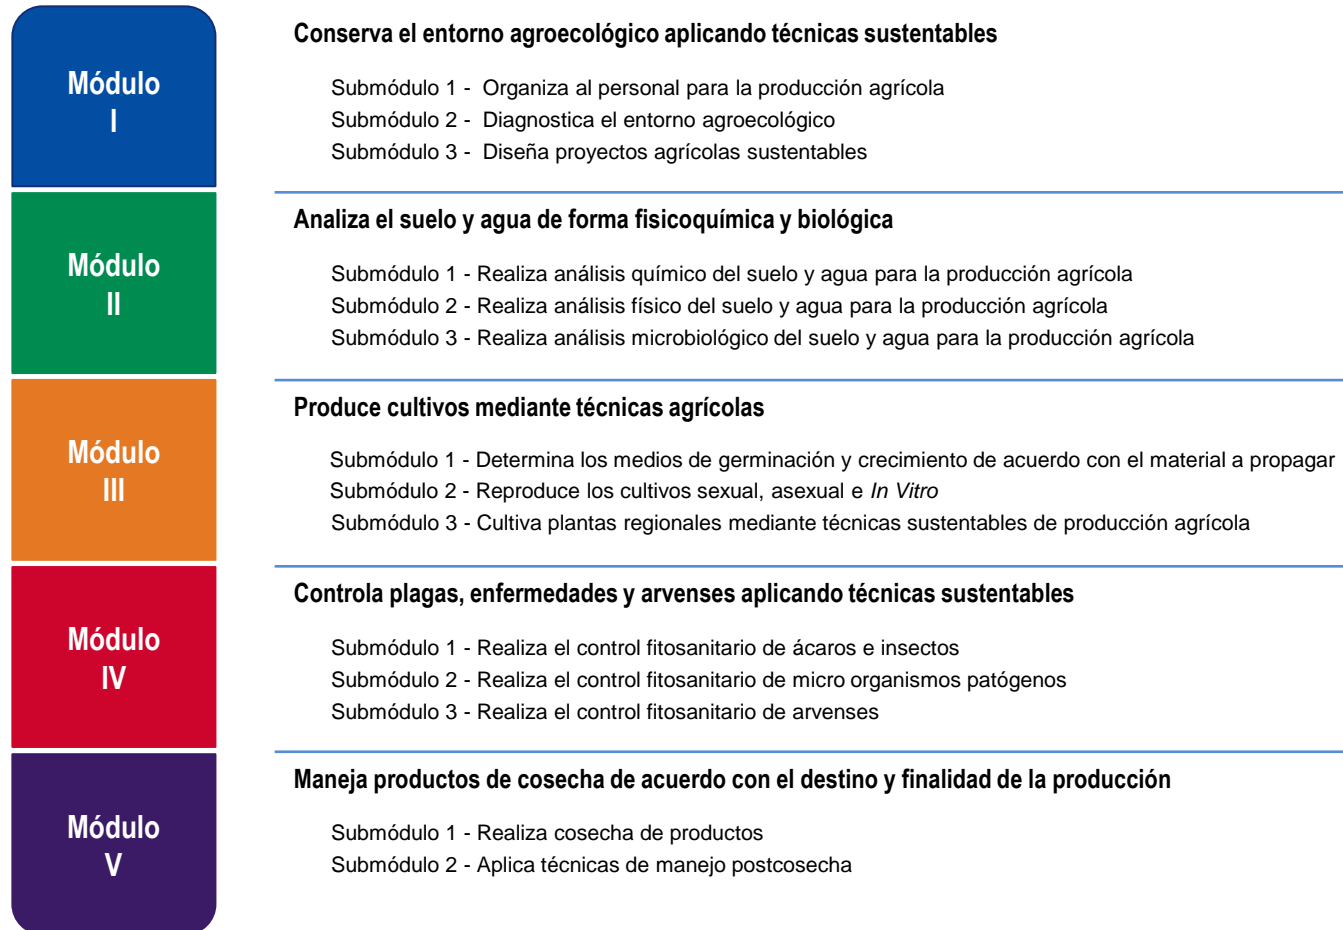 Módulo
I
Conserva el entorno agroecológico aplicando técnicas sustentables
Submódulo 1 - Organiza al personal para la producción agrícola
Submódulo 2 - Diagnostica el entorno agroecológico
Submódulo 3 - Diseña proyectos agrícolas sustentables
Módulo
II
Analiza el suelo y agua de forma fisicoquímica y biológica
Submódulo 1 - Realiza análisis químico del suelo y agua para la producción agrícola
Submódulo 2 - Realiza análisis físico del suelo y agua para la producción agrícola
Submódulo 3 - Realiza análisis microbiológico del suelo y agua para la producción agrícola
Módulo
III
Produce cultivos mediante técnicas agrícolas
Submódulo 1 - Determina los medios de germinación y crecimiento de acuerdo con el material a propagar
Submódulo 2 - Reproduce los cultivos sexual, asexual e In Vitro
Submódulo 3 - Cultiva plantas regionales mediante técnicas sustentables de producción agrícola
Módulo
IV
Controla plagas, enfermedades y arvenses aplicando técnicas sustentables
Submódulo 1 - Realiza el control fitosanitario de ácaros e insectos
Submódulo 2 - Realiza el control fitosanitario de micro organismos patógenos
Submódulo 3 - Realiza el control fitosanitario de arvenses
Módulo
V
Maneja productos de cosecha de acuerdo con el destino y finalidad de la producción
Submódulo 1 - Realiza cosecha de productos
Submódulo 2 - Aplica técnicas de manejo postcosecha